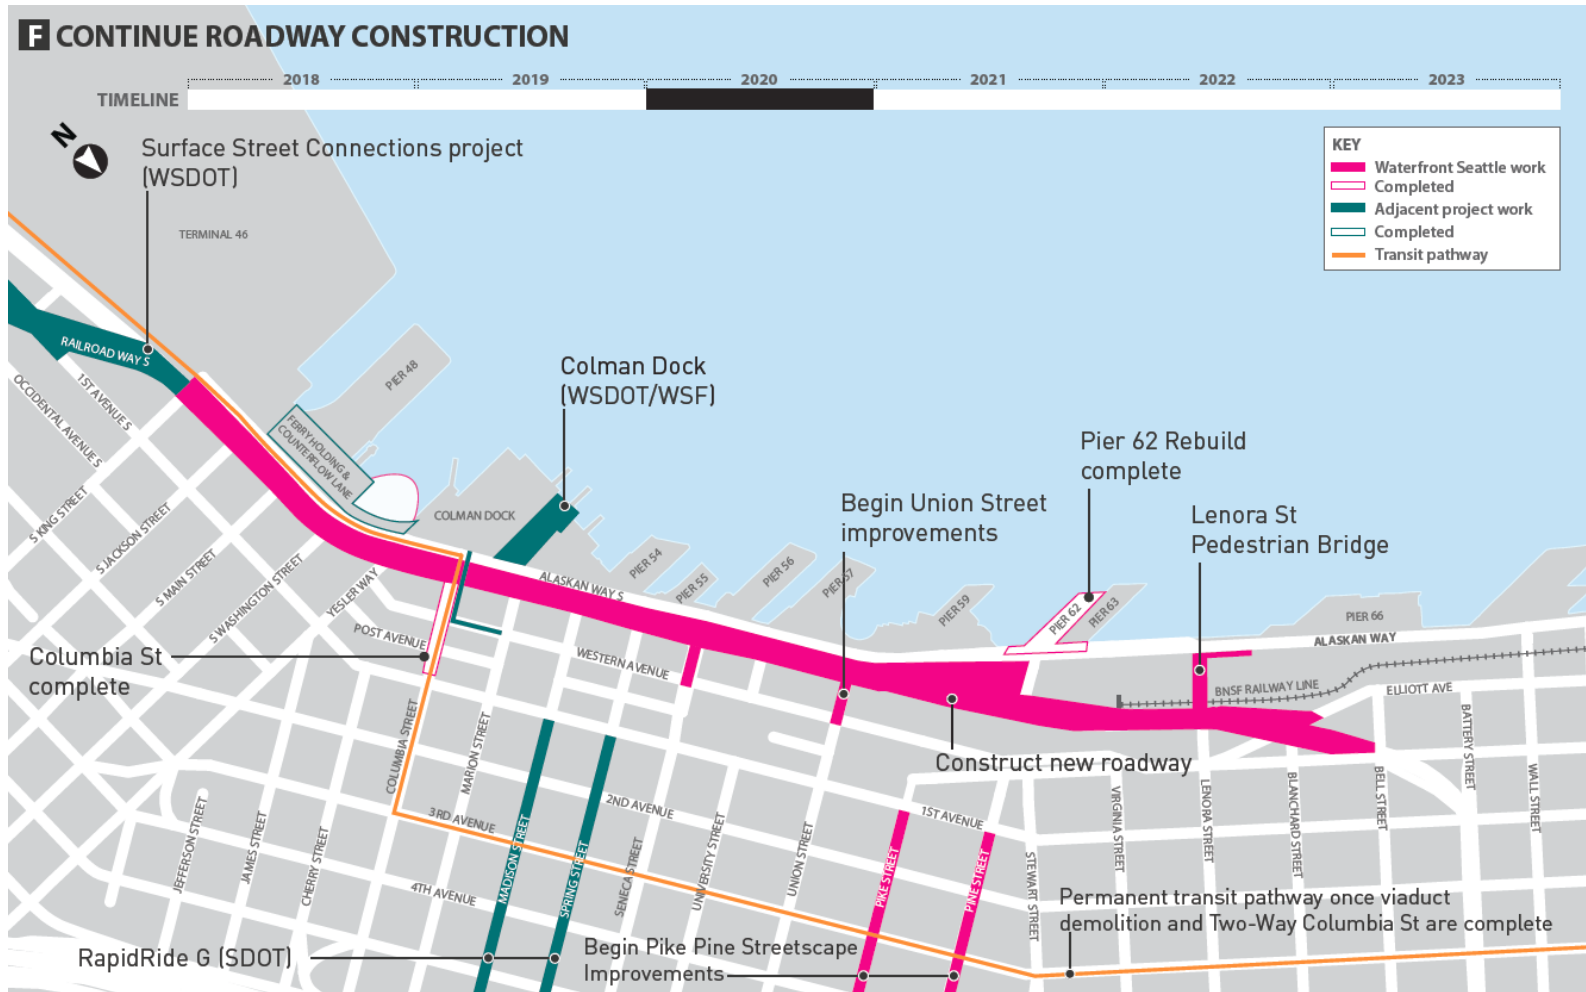 F CONTINUE ROADWAY CONSTRUCTION
2018 2019 2020 2021 2022 2023
TIMELINE
N
Surface Street Connections project
(WSDOT)
KEY
Waterfront Seattle work
Completed
Adjacent project work
Completed
Transit pathway
TERMINAL 46
RAILROAD WAY S
1ST AVENUE S
OCCIDENTAL AVENUE S
PIER 48
FERRY HOLDING &
COUNTERFLOW LANE
Colman Dock
(WSDOT/WSF)
COLMAN DOCK
Pier 62 Rebuild
complete
Begin Union Street
improvements
Lenora St
Pedestrian Bridge
S KING STREET
S JACKSON STREET
S MAIN STREET
S WASHINGTON STREET
YESLER WAY
ALASKAN WAY S
PIER 54
PIER 55
PIER 56
PIER 57
PIER 59
PIER 62
PIER 63
PIER 66
ALASKAN WAY
POST AVENUE
WESTERN AVENUE
BNSF RAILWAY LINE
ELLIOTT AVE
Columbia St
complete
Construct new roadway
COLUMBIA STREET
MARION STREET
BATTERY STREET
WALL STREET
BELL STREET
BLANCHARD STREET
LENORA STREET
VIRGINIA STREET
STEWART STREET
1ST AVENUE
2ND AVENUE
3RD AVENUE
4TH AVENUE
JEFFERSON STREET
JAMES STREET
CHERRY STREET
MADISON STREET
SPRING STREET
SENECA STREET
UNIVERSITY STREET
UNION STREET
PIKE STREET
PINE STREET
Permanent transit pathway once viaduct
demolition and Two-Way Columbia St are complete
RapidRide G (SDOT)
Begin Pike Pine Streetscape
Improvements